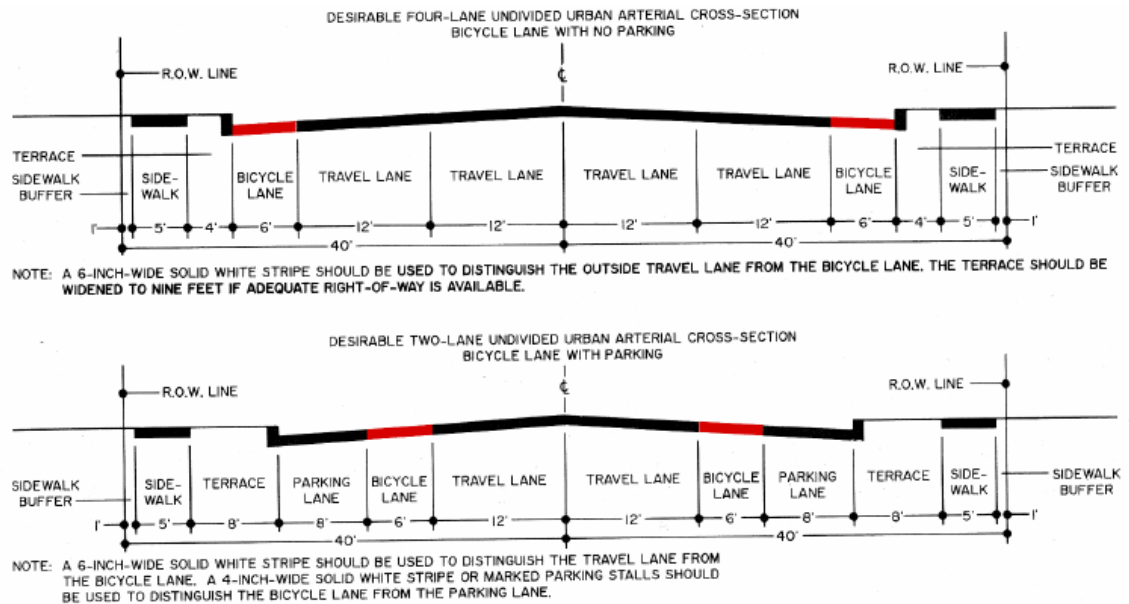 DESIRABLE FOUR-LANE UNDIVIDED URBAN ARTERIAL CROSS-SECTION
BICYCLE LANE WITH NO PARKING
R.O.W. LINE
℄
R.O.W. LINE
TERRACE
SIDEWALK
BUFFER
SIDE-
WALK
BICYCLE
LANE
TRAVEL LANE
TRAVEL LANE
TRAVEL LANE
TRAVEL LANE
BICYCLE
LANE
SIDE-
WALK
TERRACE
SIDEWALK
BUFFER
1' 5' 4' 6' 12' 12' 12' 12' 6' 4' 5' 1'
40' 40'
NOTE: A 6-INCH-WIDE SOLID WHITE STRIPE SHOULD BE USED TO DISTINGUISH THE OUTSIDE TRAVEL LANE FROM THE BICYCLE LANE. THE TERRACE SHOULD BE
WIDENED TO NINE FEET IF ADEQUATE RIGHT-OF-WAY IS AVAILABLE.
DESIRABLE TWO-LANE UNDIVIDED URBAN ARTERIAL CROSS-SECTION
BICYCLE LANE WITH PARKING
R.O.W. LINE
℄
R.O.W. LINE
SIDEWALK
BUFFER
SIDE-
WALK
TERRACE
PARKING
LANE
BICYCLE
LANE
TRAVEL LANE
TRAVEL LANE
BICYCLE
LANE
PARKING
LANE
TERRACE
SIDE-
WALK
SIDEWALK
BUFFER
1' 5' 8' 8' 6' 12' 12' 6' 8' 8' 5' 1'
40' 40'
NOTE: A 6-INCH-WIDE SOLID WHITE STRIPE SHOULD BE USED TO DISTINGUISH THE TRAVEL LANE FROM
THE BICYCLE LANE. A 4-INCH-WIDE SOLID WHITE STRIPE OR MARKED PARKING STALLS SHOULD
BE USED TO DISTINGUISH THE BICYCLE LANE FROM THE PARKING LANE.